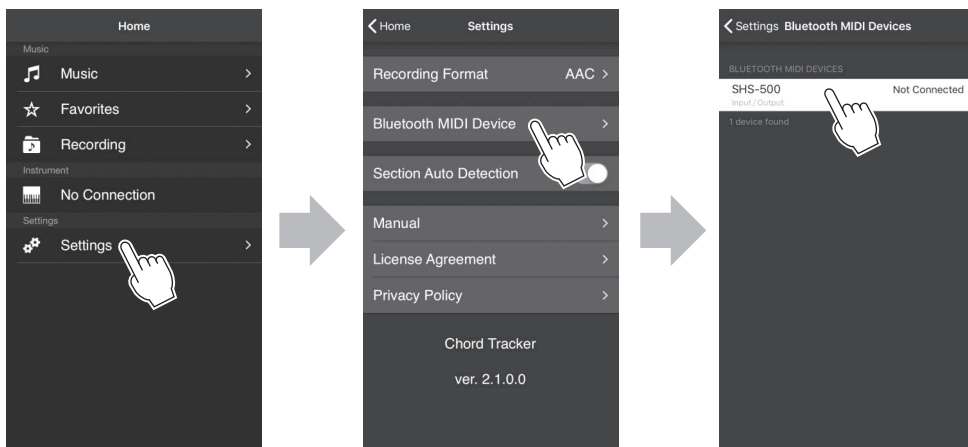 Home
Music
Music
Favorites
Recording
Instrument
No Connection
Settings
Settings
Home Settings
Recording Format AAC
Bluetooth MIDI Device
Section Auto Detection
Manual
License Agreement
Privacy Policy
Chord Tracker
ver. 2.1.0.0
Settings Bluetooth MIDI Devices
BLUETOOTH MIDI DEVICES
SHS-500 Not Connected
Input/Output
1 device found